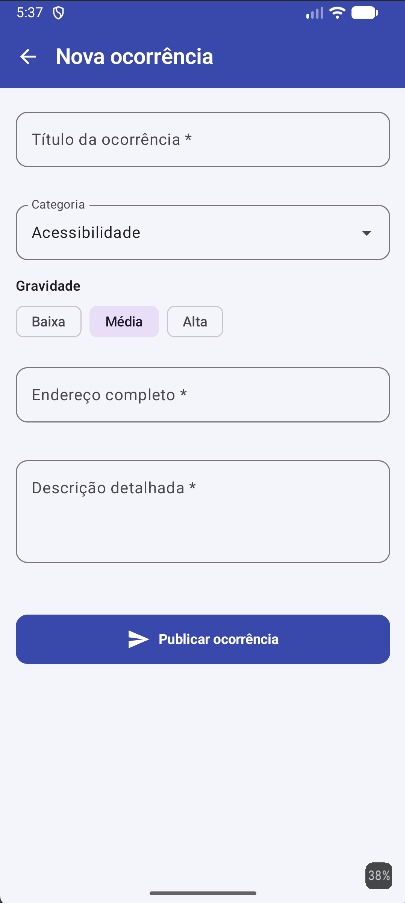 5:37
Nova ocorrência
Título da ocorrência *
Categoria
Acessibilidade
Gravidade
Baixa Média Alta
Endereço completo *
Descrição detalhada *
Publicar ocorrência
38%